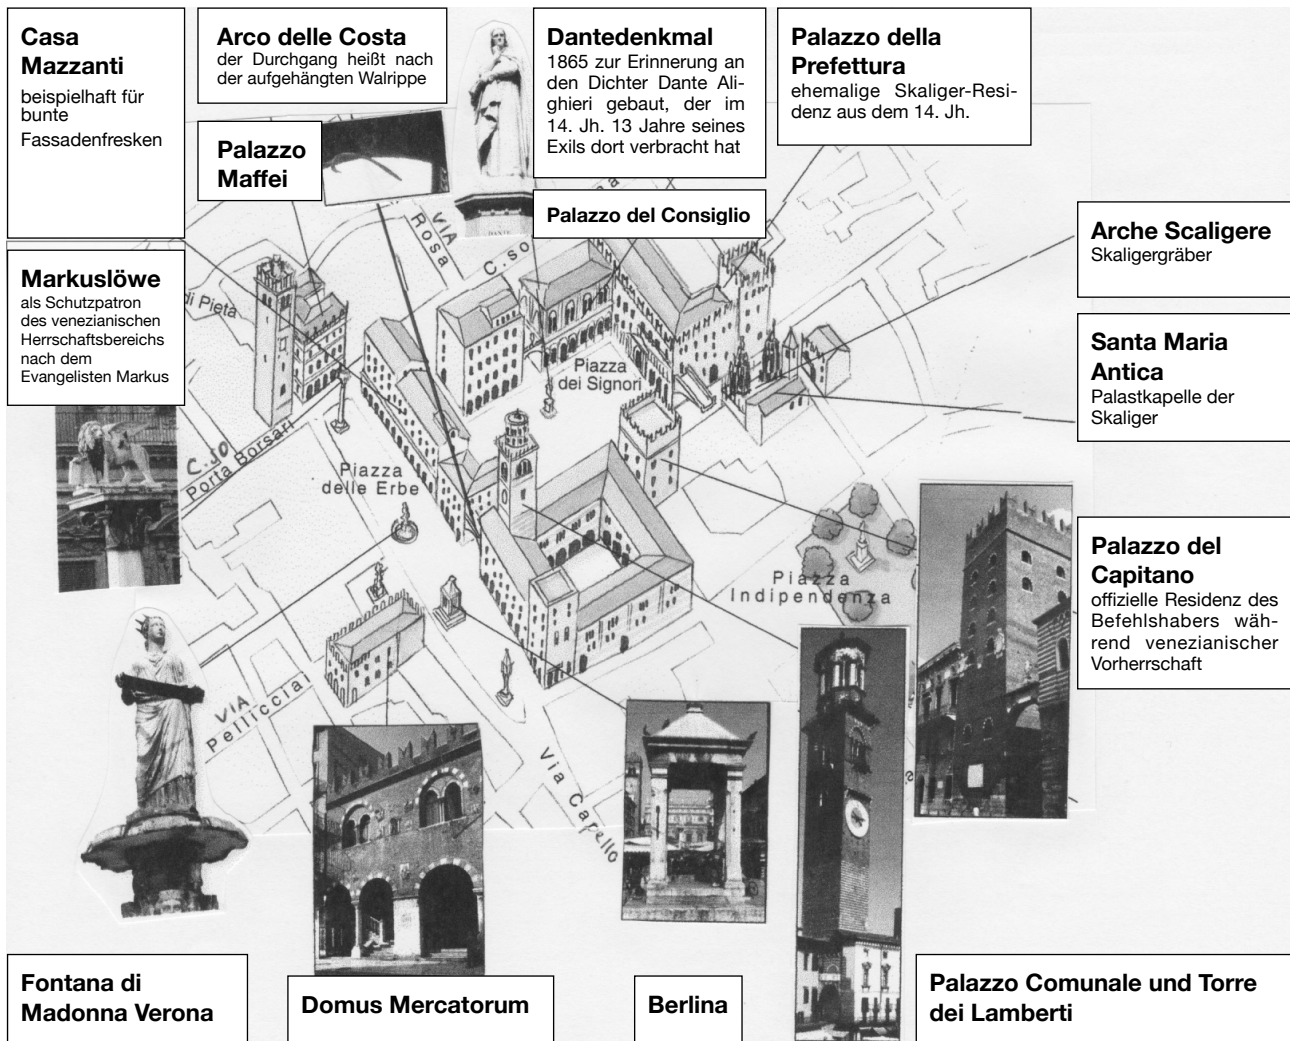 Casa
Mazzanti
beispielhaft für
bunte
Fassadenfresken
Arco delle Costa
der Durchgang heißt nach
der aufgehängten Walrippe
Palazzo
Maffei
Dantedenkmal
1865 zur Erinnerung an
den Dichter Dante Ali-
ghieri gebaut, der im
14. Jh. 13 Jahre seines
Exils dort verbracht hat
Palazzo del Consiglio
Palazzo della
Prefettura
ehemalige Skaliger-Resi-
denz aus dem 14. Jh.
Arche Scaligere
Skaligergräber
Santa Maria
Antica
Palastkapelle der
Skaliger
Markuslöwe
als Schutzpatron
des venezianischen
Herrschaftsbereichs
nach dem
Evangelisten Markus
di Pietà
VIA
Rosa
C.so
DANTE
Piazza
dei Signori
C.SO
Porta Borsari
Piazza
delle Erbe
Piazza
Indipendenza
VIA
Pellicciai
Via Capello
Palazzo del
Capitano
offizielle Residenz des
Befehlshabers wäh-
rend venezianischer
Vorherrschaft
Fontana di
Madonna Verona
Domus Mercatorum
Berlina
Palazzo Comunale und Torre
dei Lamberti